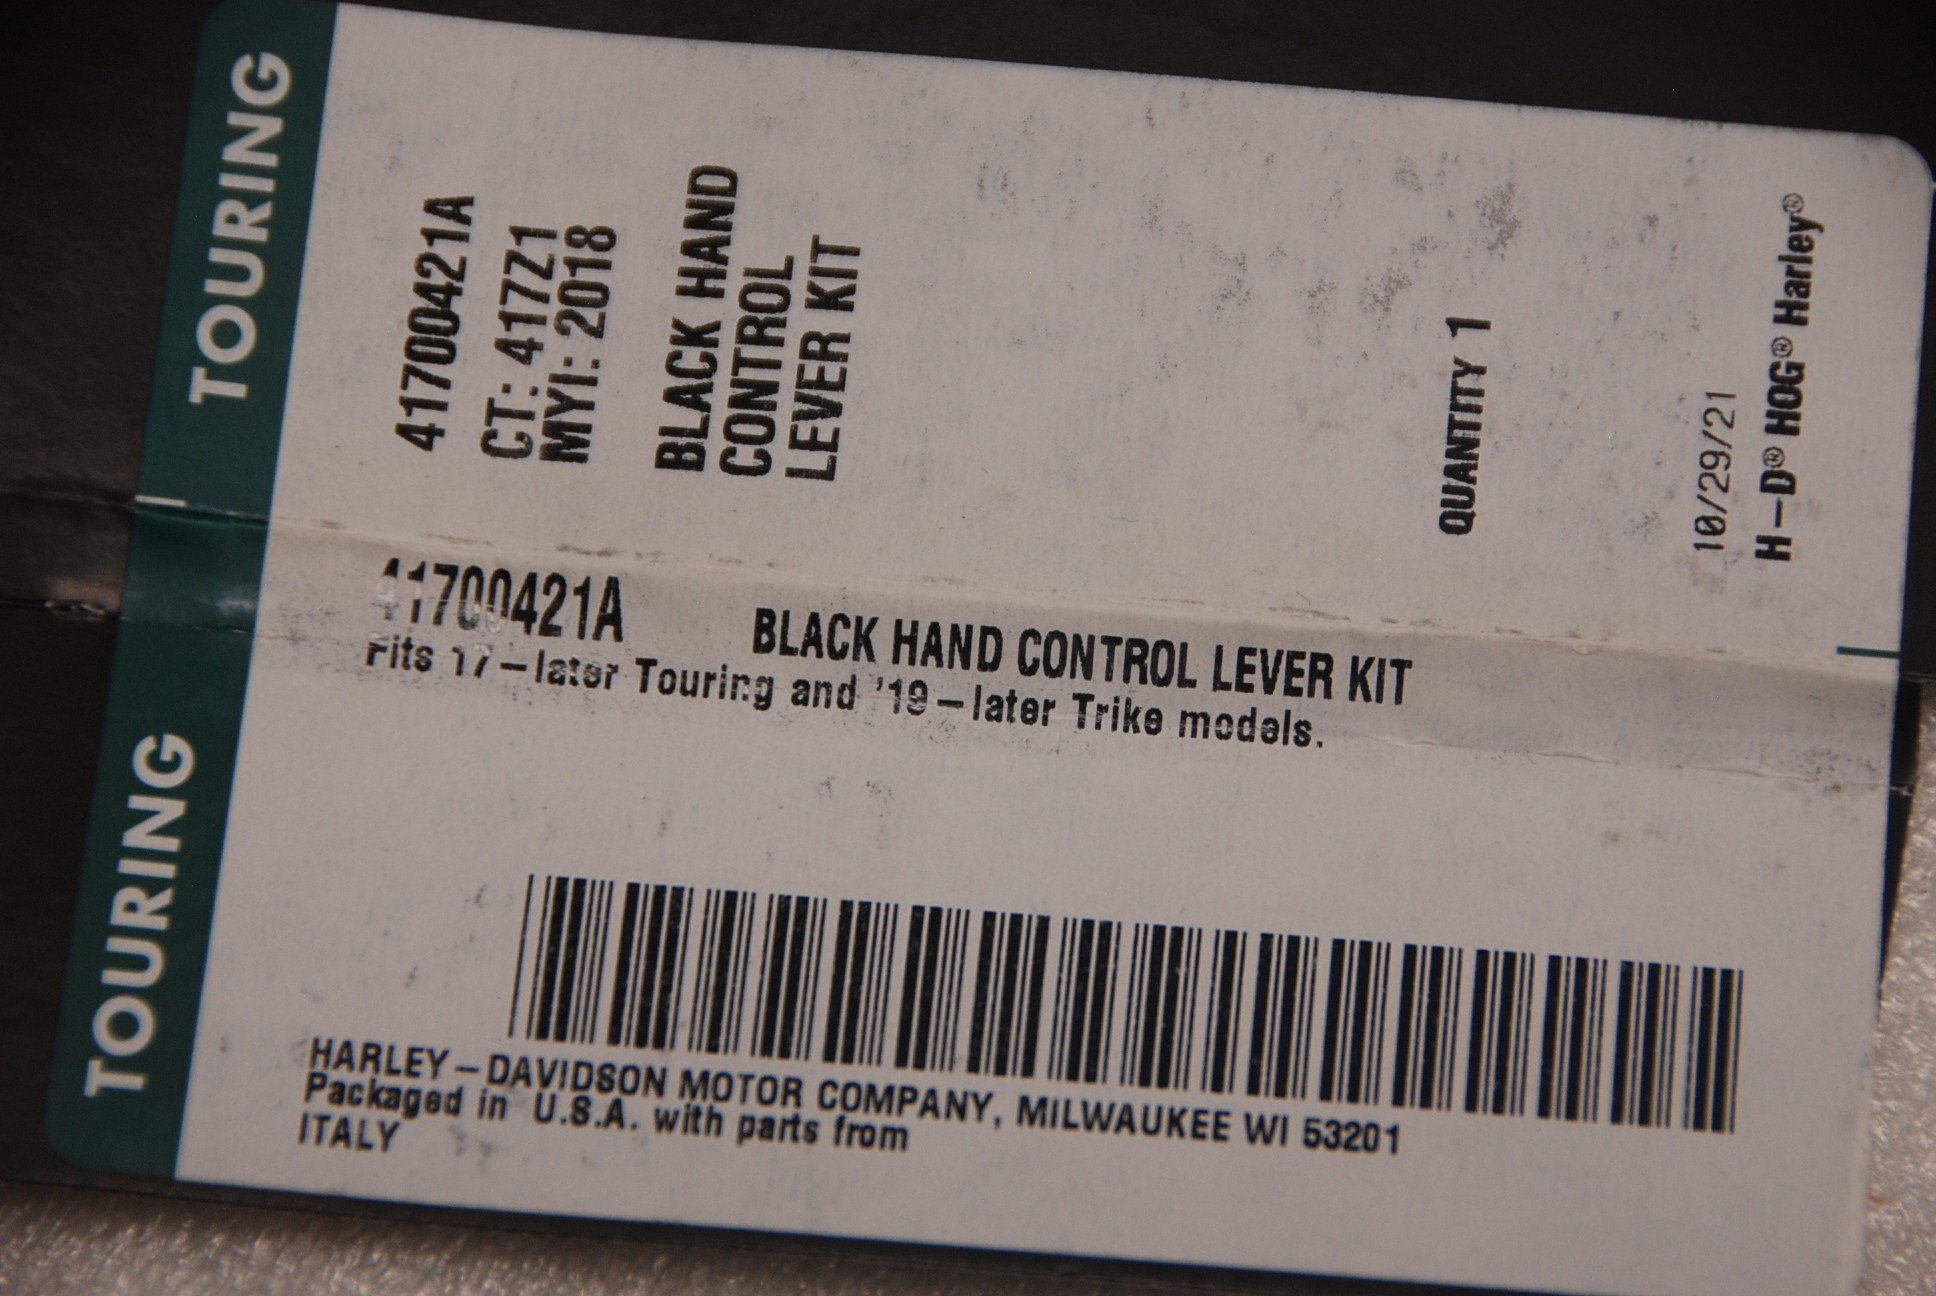 TOURING
41700421A
CT: 417Z1
MYI: 2018
BLACK HAND
CONTROL
LEVER KIT
QUANTITY 1
10/29/21
H-D® HOG® Harley®
TOURING
41700421A BLACK HAND CONTROL LEVER KIT
Fits 17-later Touring and '19-later Trike models.
HARLEY-DAVIDSON MOTOR COMPANY, MILWAUKEE WI 53201
Packaged in U.S.A. with parts from
ITALY